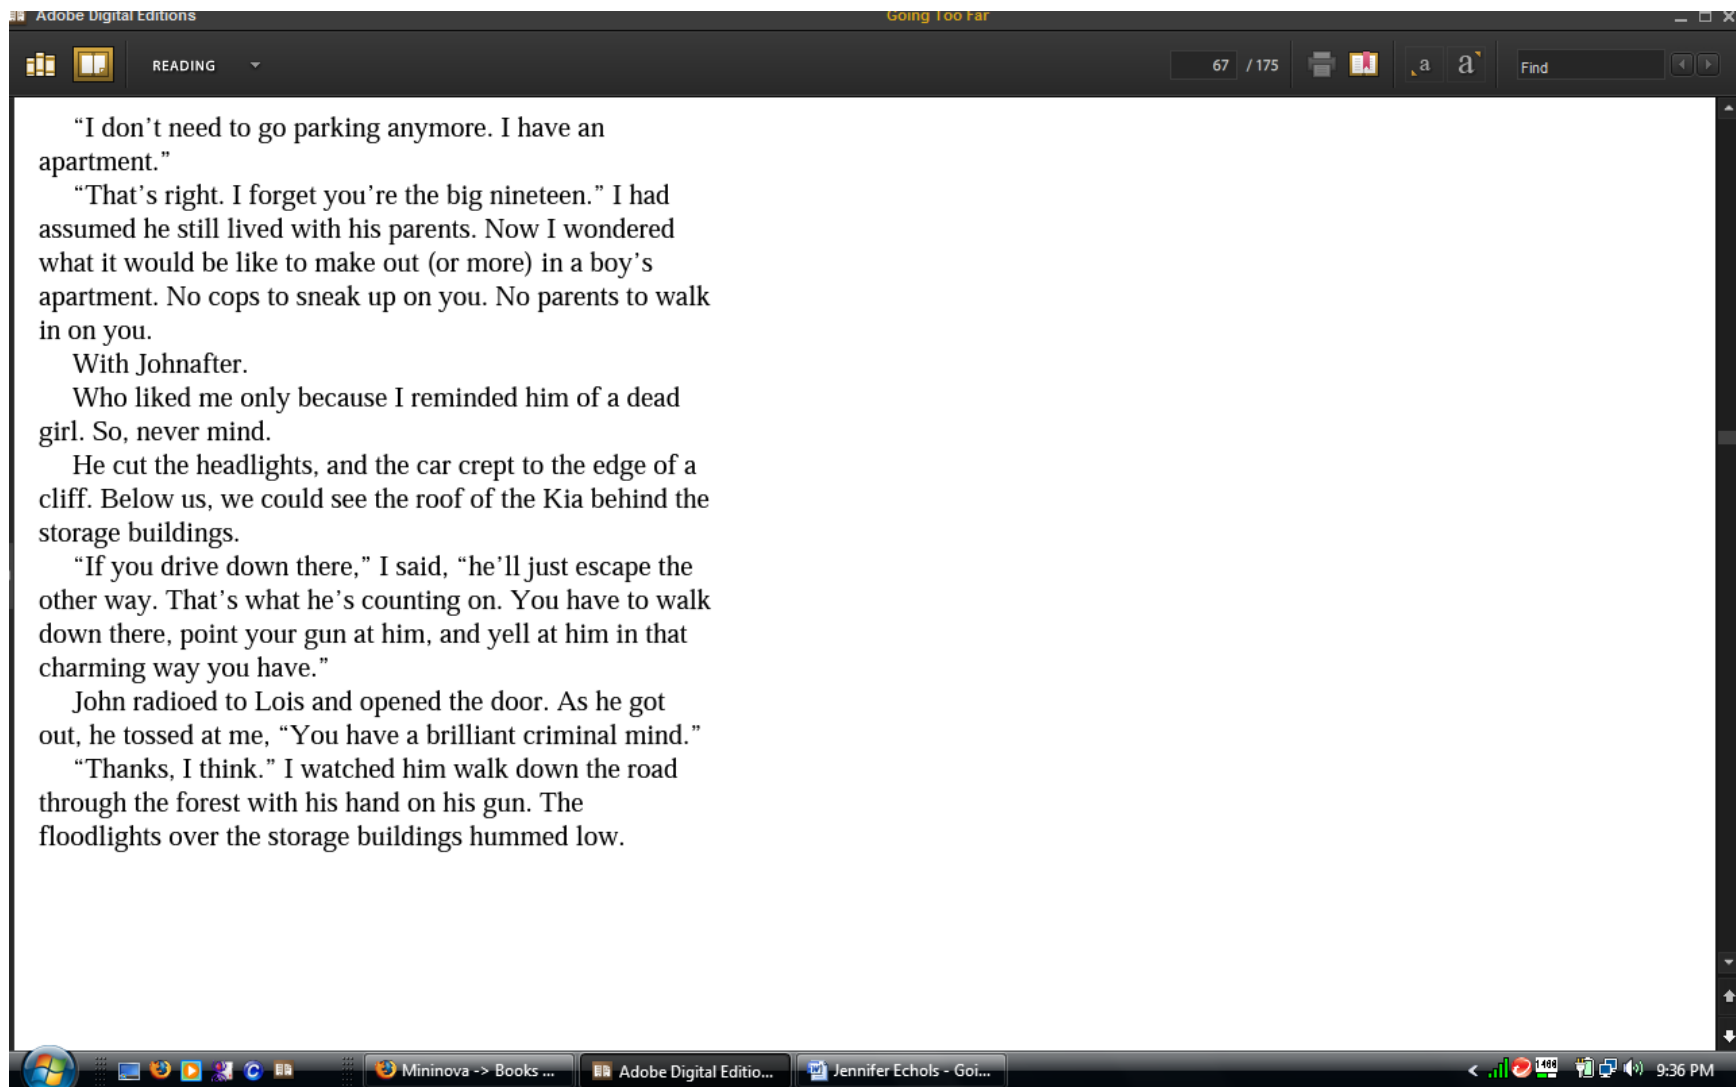 Adobe Digital Editions
Going Too Far
READING
67 / 175
a
a
Find
“I don’t need to go parking anymore. I have an
apartment.”
“That’s right. I forget you’re the big nineteen.” I had
assumed he still lived with his parents. Now I wondered
what it would be like to make out (or more) in a boy’s
apartment. No cops to sneak up on you. No parents to walk
in on you.
With Johnafter.
Who liked me only because I reminded him of a dead
girl. So, never mind.
He cut the headlights, and the car crept to the edge of a
cliff. Below us, we could see the roof of the Kia behind the
storage buildings.
“If you drive down there,” I said, “he’ll just escape the
other way. That’s what he’s counting on. You have to walk
down there, point your gun at him, and yell at him in that
charming way you have.”
John radioed to Lois and opened the door. As he got
out, he tossed at me, “You have a brilliant criminal mind.”
“Thanks, I think.” I watched him walk down the road
through the forest with his hand on his gun. The
floodlights over the storage buildings hummed low.
Mininova -> Books ...
Adobe Digital Editio...
Jennifer Echols - Goi...
9:36 PM